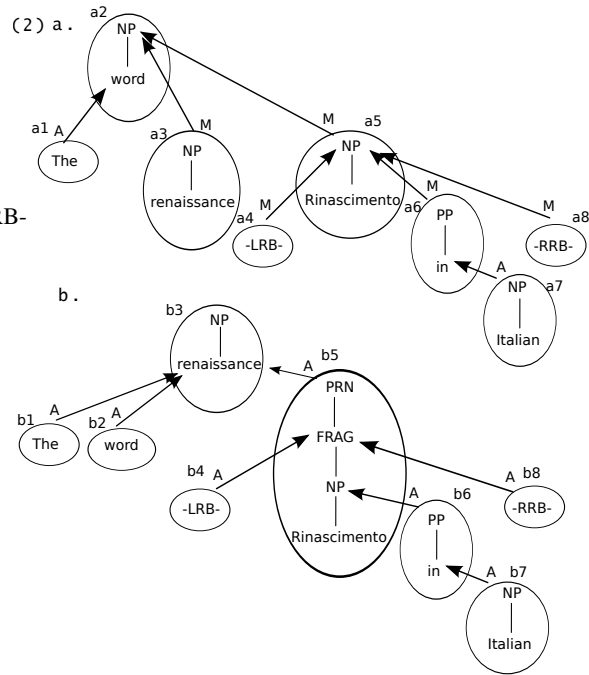 (2) a.
a2
NP
word
a1 A
The
a3
M
NP
renaissance
M
a5
NP
Rinascimento
a4
M
-LRB-
a6
M
PP
in
M
a8
-RRB-
A
NP
a7
Italian
RB-
b.
b3
NP
renaissance
b1
A
The
b2
A
word
A
b5
PRN
FRAG
NP
Rinascimento
b4
A
-LRB-
A
b6
PP
in
A
b8
-RRB-
A
b7
NP
Italian